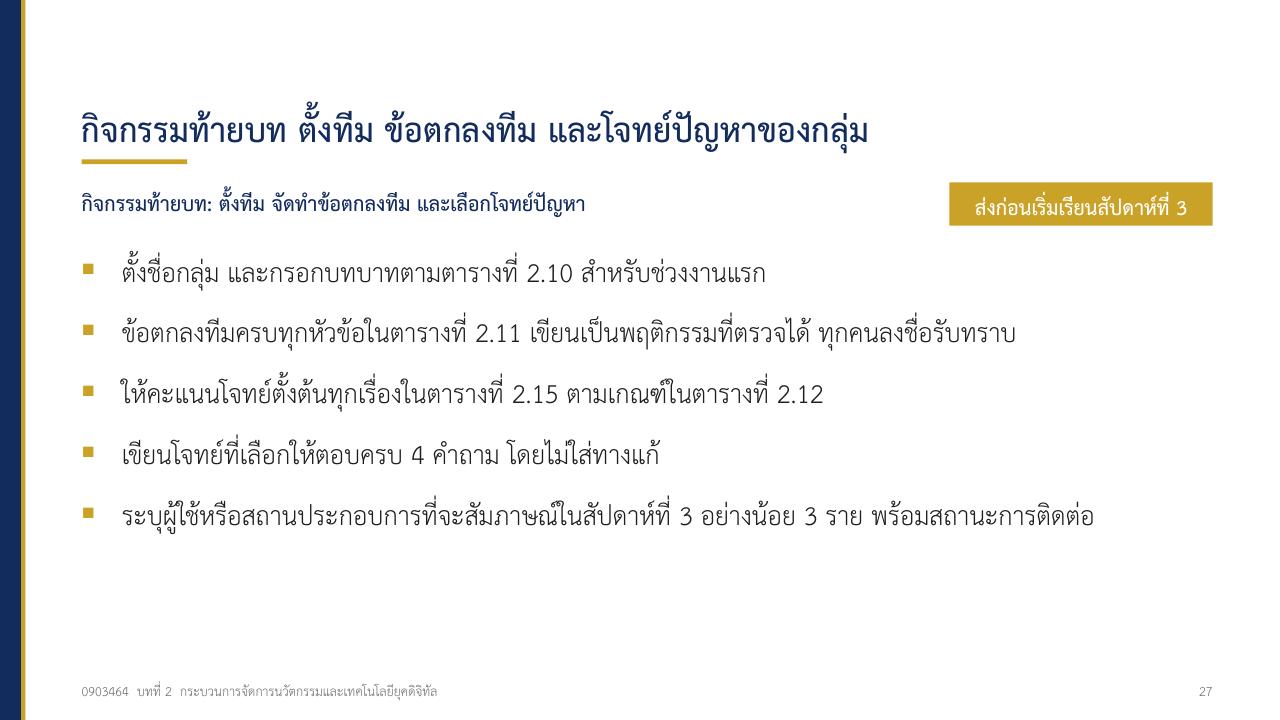 กิจกรรมท้ายบท ตั้งทีม ข้อตกลงทีม และโจทย์ปัญหาของกลุ่ม
กิจกรรมท้ายบท: ตั้งทีม จัดทำข้อตกลงทีม และเลือกโจทย์ปัญหา
ส่งก่อนเริ่มเรียนสัปดาห์ที่ 3
▪ ตั้งชื่อกลุ่ม และกรอกบทบาทตามตารางที่ 2.10 สำหรับช่วงงานแรก
▪ ข้อตกลงทีมครบทุกหัวข้อในตารางที่ 2.11 เขียนเป็นพฤติกรรมที่ตรวจได้ ทุกคนลงชื่อรับทราบ
▪ ให้คะแนนโจทย์ตั้งต้นทุกเรื่องในตารางที่ 2.15 ตามเกณฑ์ในตารางที่ 2.12
▪ เขียนโจทย์ที่เลือกให้ตอบครบ 4 คำถาม โดยไม่ใส่ทางแก้
▪ ระบุผู้ใช้หรือสถานประกอบการที่จะสัมภาษณ์ในสัปดาห์ที่ 3 อย่างน้อย 3 ราย พร้อมสถานะการติดต่อ
0903464 บทที่ 2 กระบวนการจัดการนวัตกรรมและเทคโนโลยียุคดิจิทัล
27